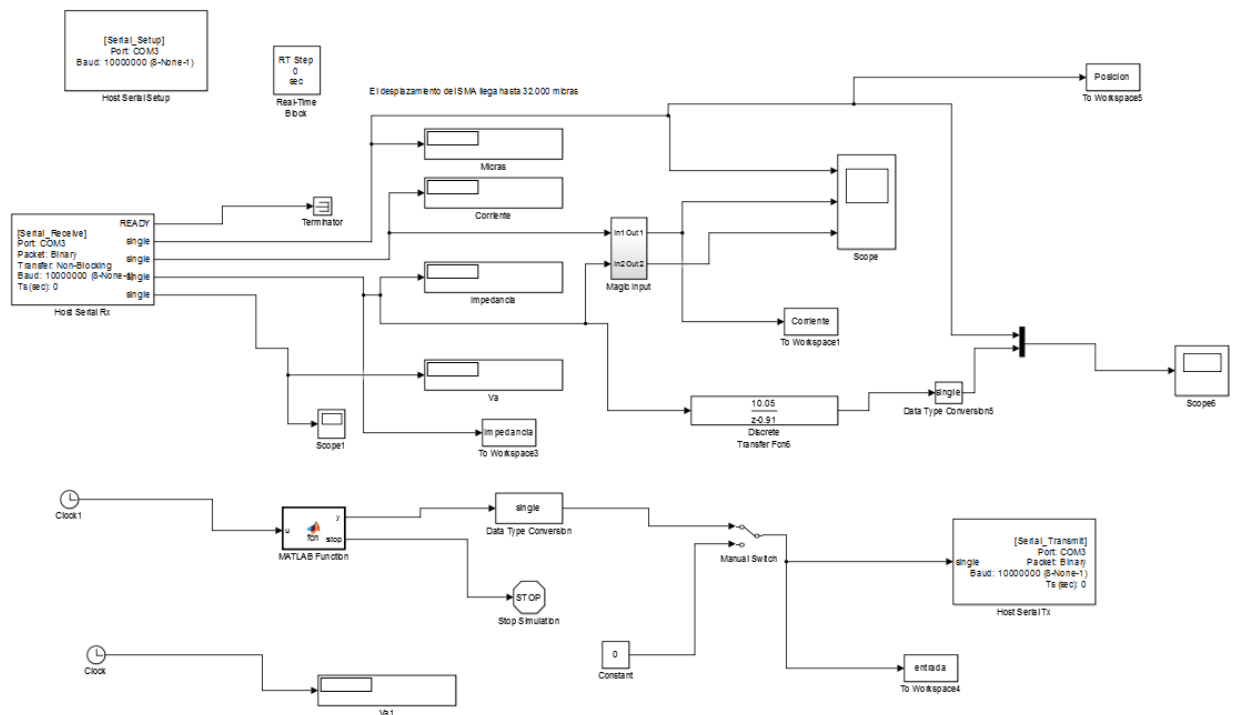 [Serial_Setup]
Port: COM3
Baud: 10000000 (8-None-1)
Host Serial Setup
RT Step
0
sec
Real-Time
Block
El desplazamiento del SMA llega hasta 32.000 micras
Posicion
To Workspace5
Micras
Corriente
Terminator
READY
single
single
single
single
[Serial_Receive]
Port: COM3
Packet: Binary
Transfer: Non-Blocking
Baud: 10000000 (8-None-1)
Ts (sec): 0
Host Serial Rx
Impedancia
In1 Out1
In2 Out2
Magic Input
Scope
Corriente
To Workspace1
Va
Scope1
Impedancia
To Workspace3
10.05
z-0.91
Discrete
Transfer Fcn6
single
Data Type Conversion5
Scope6
Clock1
u
fcn
y
stop
MATLAB Function
single
Data Type Conversion
Manual Switch
STOP
Stop Simulation
[Serial_Transmit]
Port: COM3
single
Packet: Binary
Baud: 10000000 (8-None-1)
Ts (sec): 0
Host Serial Tx
Clock
0
Constant
entrada
To Workspace4
Va1